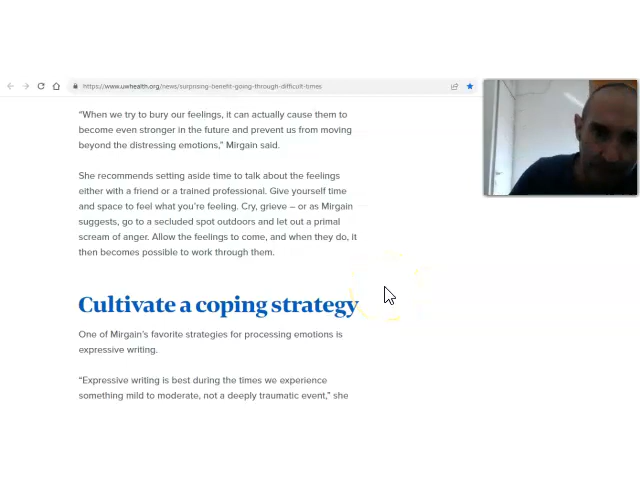 https://www.uwhealth.org/news/surprising-benefit-going-through-difficult-times
“When we try to bury our feelings, it can actually cause them to
become even stronger in the future and prevent us from moving
beyond the distressing emotions,” Mirgain said.
She recommends setting aside time to talk about the feelings
either with a friend or a trained professional. Give yourself time
and space to feel what you’re feeling. Cry, grieve – or as Mirgain
suggests, go to a secluded spot outdoors and let out a primal
scream of anger. Allow the feelings to come, and when they do, it
then becomes possible to work through them.
Cultivate a coping strategy
One of Mirgain’s favorite strategies for processing emotions is
expressive writing.
“Expressive writing is best during the times we experience
something mild to moderate, not a deeply traumatic event,” she